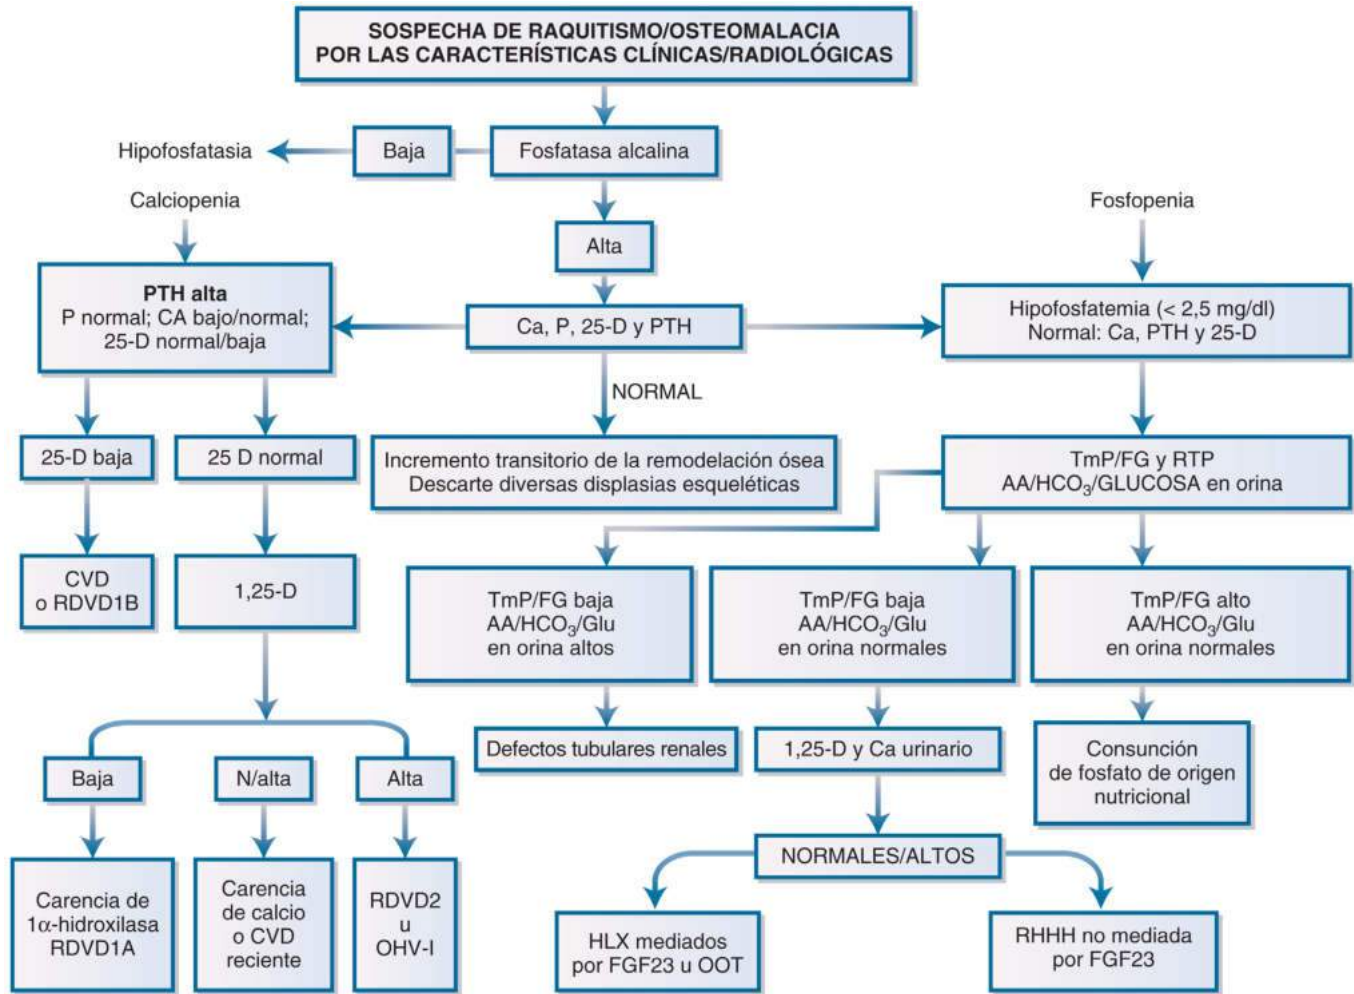 SOSPECHA DE RAQUITISMO/OSTEOMALACIA
POR LAS CARACTERÍSTICAS CLÍNICAS/RADIOLÓGICAS
Hipofosfatasia
Baja
Fosfatasa alcalina
Calciopenia
Fosfopenia
Alta
PTH alta
P normal; CA bajo/normal;
25-D normal/baja
Ca, P, 25-D y PTH
Hipofosfatemia (< 2,5 mg/dl)
Normal: Ca, PTH y 25-D
NORMAL
25-D baja
25 D normal
Incremento transitorio de la remodelación ósea
Descarte diversas displasias esqueléticas
TmP/FG y RTP
AA/HCO₃/GLUCOSA en orina
CVD
o RDVD1B
1,25-D
TmP/FG baja
AA/HCO₃/Glu
en orina altos
TmP/FG baja
AA/HCO₃/Glu
en orina normales
TmP/FG alto
AA/HCO₃/Glu
en orina normales
Defectos tubulares renales
1,25-D y Ca urinario
Consunción
de fosfato de origen
nutricional
Baja
N/alta
Alta
NORMALES/ALTOS
Carencia de
1α-hidroxilasa
RDVD1A
Carencia
de calcio
o CVD
reciente
RDVD2
u
OHV-I
HLX mediados
por FGF23 u OOT
RHHH no mediada
por FGF23